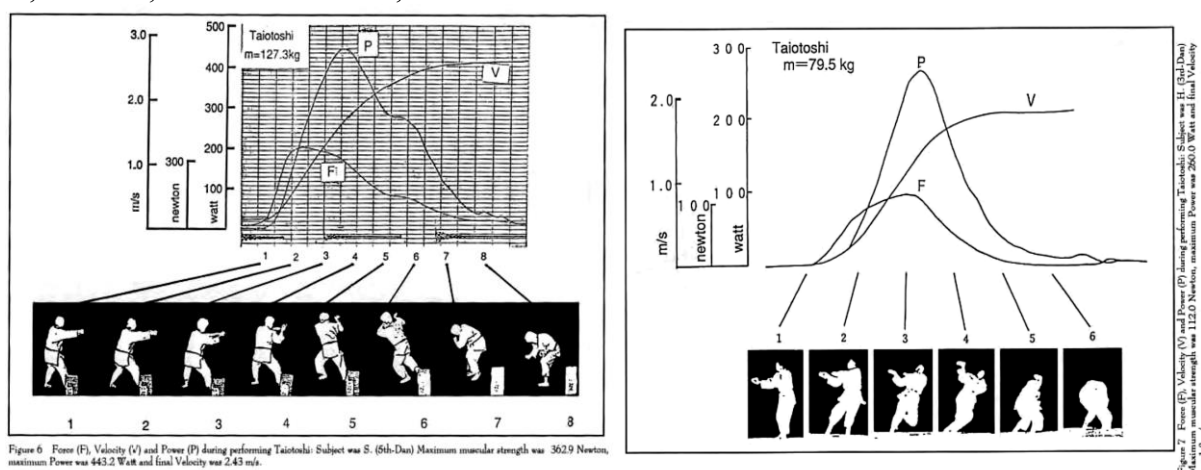 3.0
2.0
1.0
m/s
300
newton
500
400
300
200
100
watt
Taiotoshi
m=127.3kg
P
V
F
1 2 3 4 5 6 7 8
1 2 3 4 5 6 7 8
Figure 6 Force (F), Velocity (V) and Power (P) during performing Taiotoshi: Subject was S. (5th-Dan) Maximum muscular strength was 362.9 Newton,
maximum Power was 443.2 Watt and final Velocity was 2.43 m/s.
2.0
1.0
m/s
100
newton
300
200
100
watt
Taiotoshi
m=79.5 kg
P
V
F
1 2 3 4 5 6
Figure 7 Force (F), Velocity (V) and Power (P) during performing Taiotoshi: Subject was H. (3rd-Dan)
maximum muscular strength was 112.0 Newton, maximum Power was 260.0 Watt and final Velocity